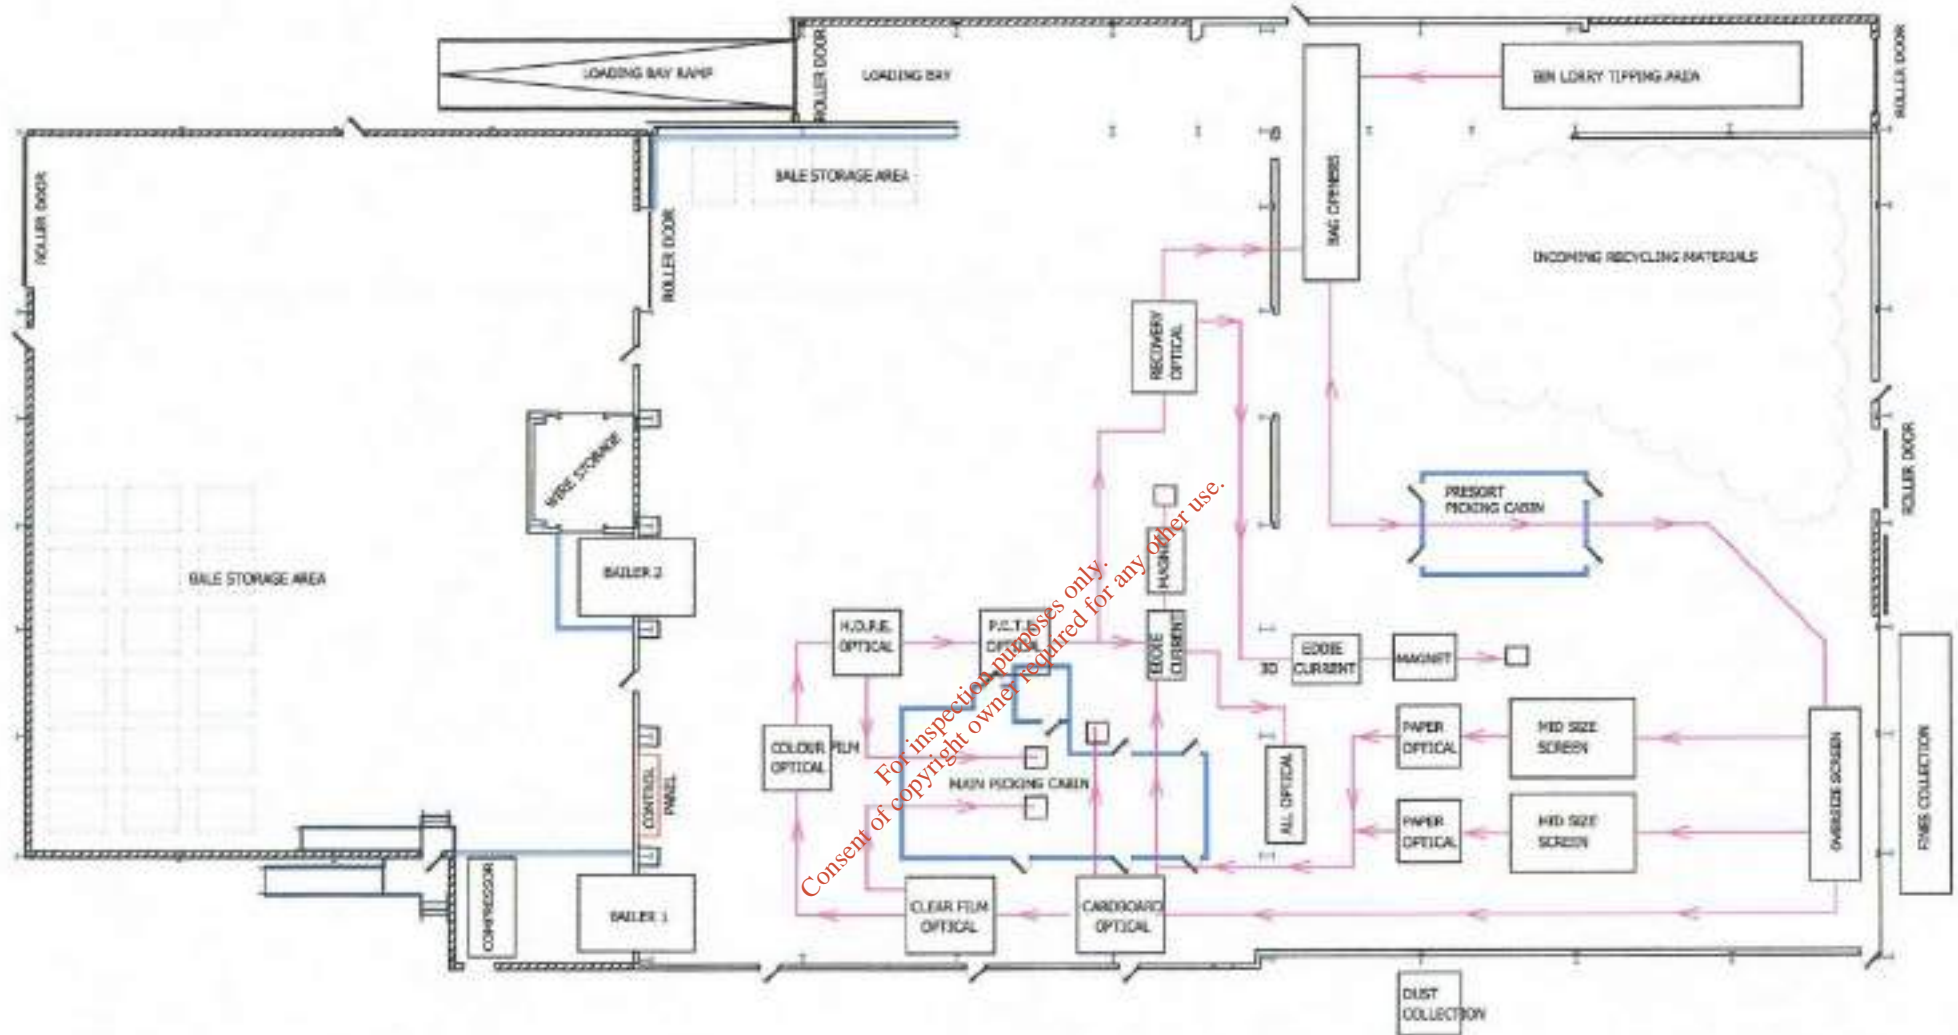 LOADING BAY RAMP
ROLLER DOOR
LOADING BAY
BIN LORRY TIPPING AREA
ROLLER DOOR
ROLLER DOOR
BALE STORAGE AREA
ROLLER DOOR
BAG OPENERS
INCOMING RECYCLING MATERIALS
RECOVERY
OPTICAL
WIRE STORAGE
PRESORT
PICKING CABIN
ROLLER DOOR
MAGNET
BALE STORAGE AREA
BAILER 2
H.D.P.E.
OPTICAL
P.E.T.E.
OPTICAL
EDDIE
CURRENT
3D
EDDIE
CURRENT
MAGNET
COLOUR FILM
OPTICAL
MAIN PICKING CABIN
ALL OPTICAL
PAPER
OPTICAL
MID SIZE
SCREEN
PAPER
OPTICAL
MID SIZE
SCREEN
OVERSIZE SCREEN
FINES COLLECTION
CONTROL
PANEL
COMPRESSOR
BAILER 1
CLEAR FILM
OPTICAL
CARDBOARD
OPTICAL
DUST
COLLECTION
For inspection purposes only.
Consent of copyright owner required for any other use.